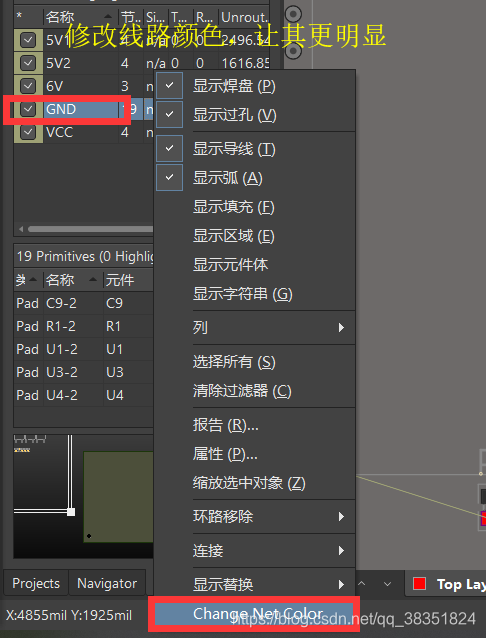 * 名称 节.. Si... T... R... Unrout...
修改线路颜色，让其更明显
5V1 n/a 0 0 2496.54
5V2 4 n/a 0 0 1616.85
6V 3
GND 19
VCC 4
显示焊盘 (P)
显示过孔 (V)
显示导线 (T)
显示弧 (A)
显示填充 (F)
显示区域 (E)
显示元件体
显示字符串 (G)
列
选择所有 (S)
清除过滤器 (C)
报告 (R)...
属性 (P)...
缩放选中对象 (Z)
环路移除
连接
显示替换
Change Net Color
19 Primitives (0 Highlig
类 名称 元件
Pad C9-2 C9
Pad R1-2 R1
Pad U1-2 U1
Pad U3-2 U3
Pad U4-2 U4
Projects Navigator
Top Lay
X:4855mil Y:1925mil
https://blog.csdn.net/qq_38351824